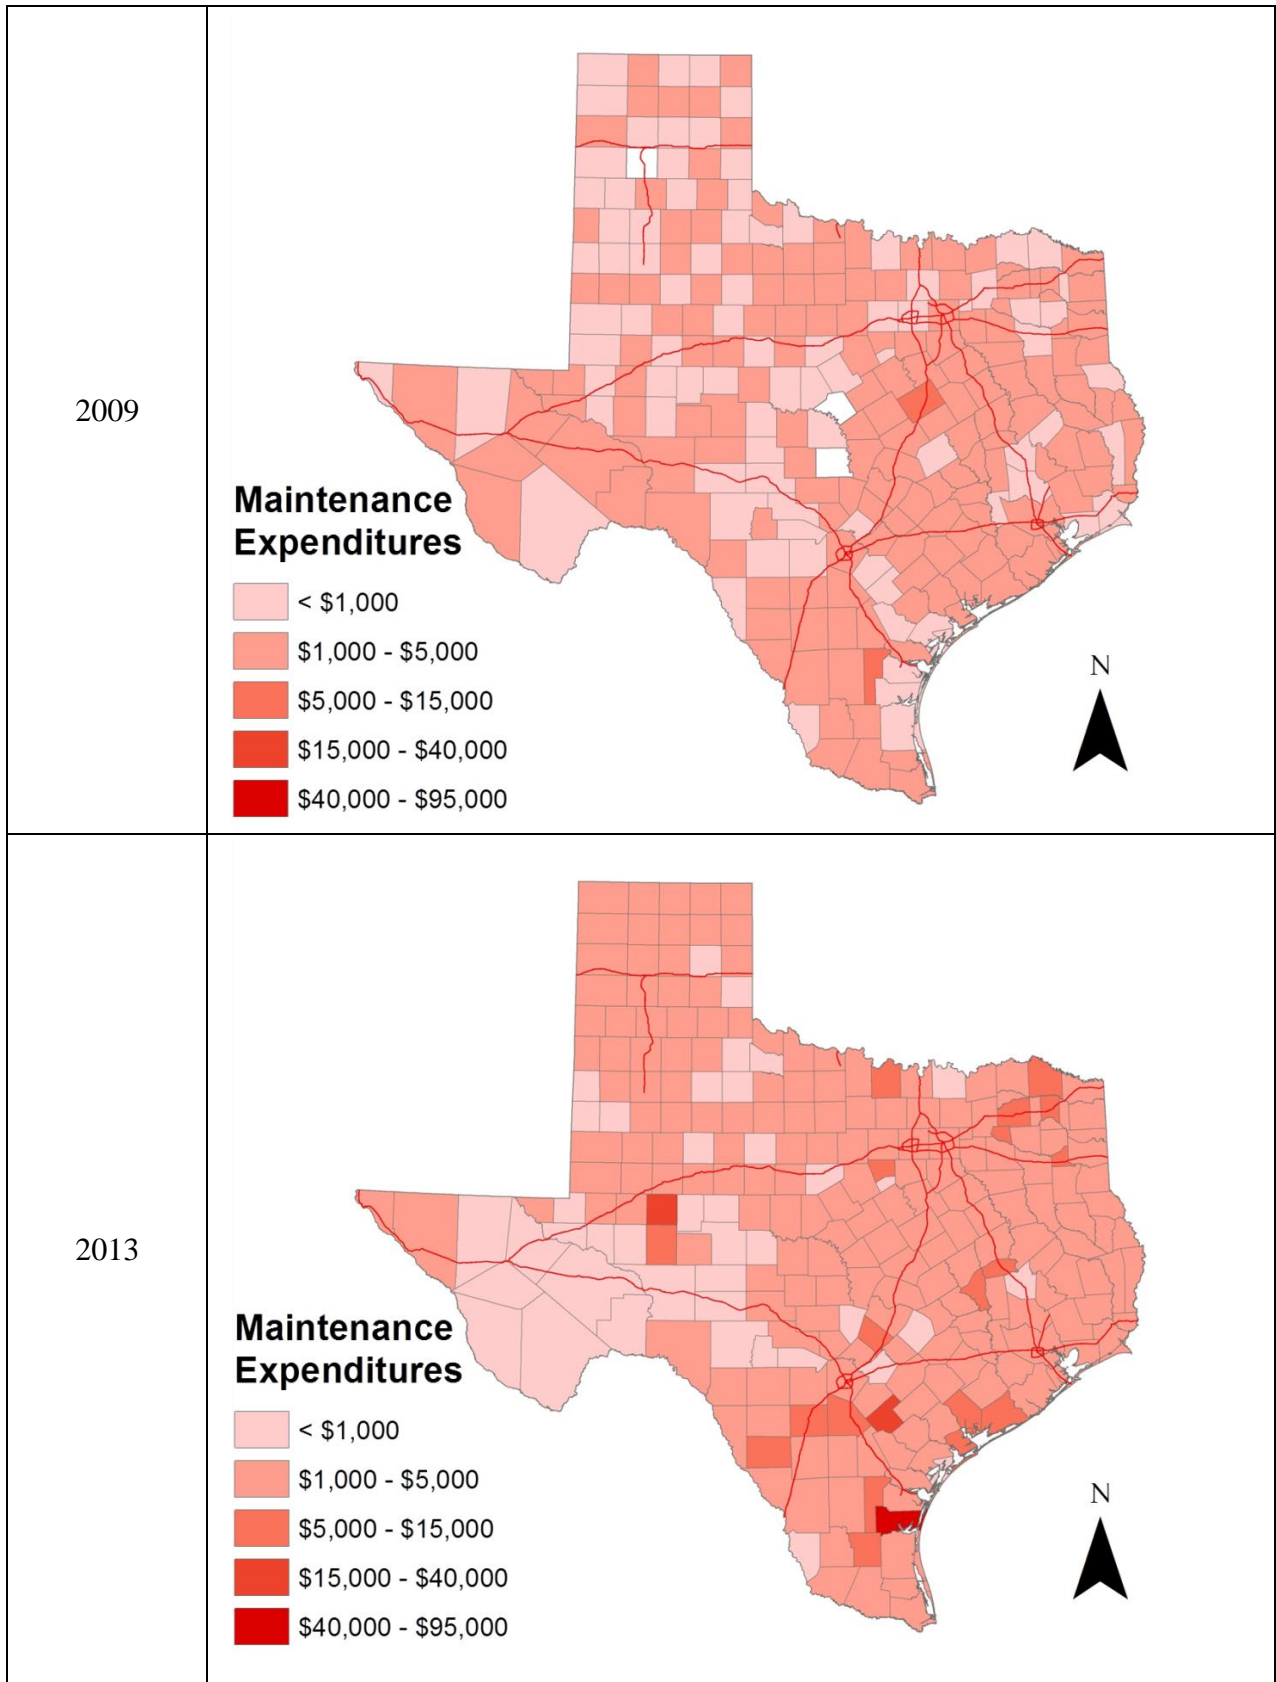 2009
Maintenance
Expenditures
< $1,000
$1,000 - $5,000
$5,000 - $15,000
$15,000 - $40,000
$40,000 - $95,000
N
2013
Maintenance
Expenditures
< $1,000
$1,000 - $5,000
$5,000 - $15,000
$15,000 - $40,000
$40,000 - $95,000
N